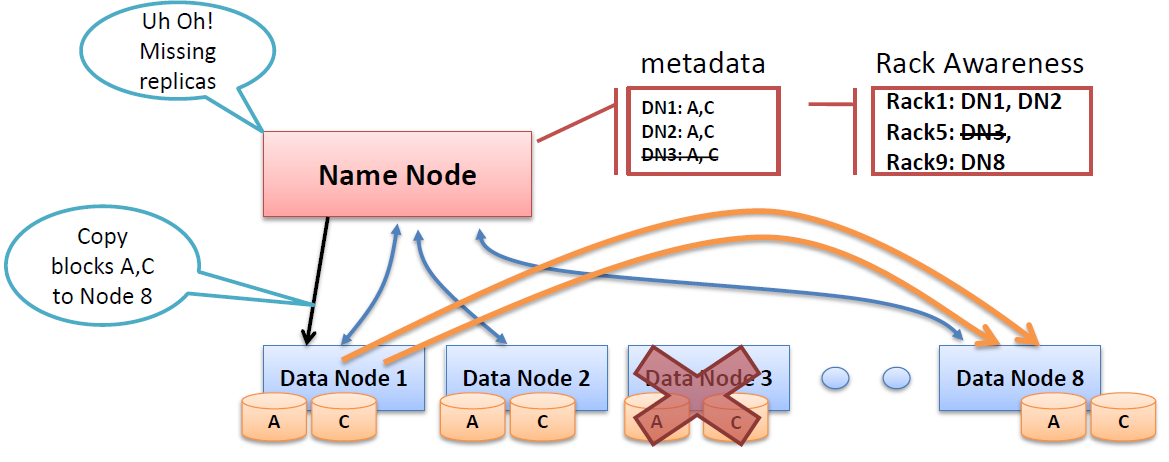 Uh Oh!
Missing
replicas
metadata
DN1: A,C
DN2: A,C
DN3: A, C
Rack Awareness
Rack1: DN1, DN2
Rack5: DN3,
Rack9: DN8
Name Node
Copy
blocks A,C
to Node 8
Data Node 1
Data Node 2
Data Node 3
Data Node 8
A
C
A
C
A
C
A
C